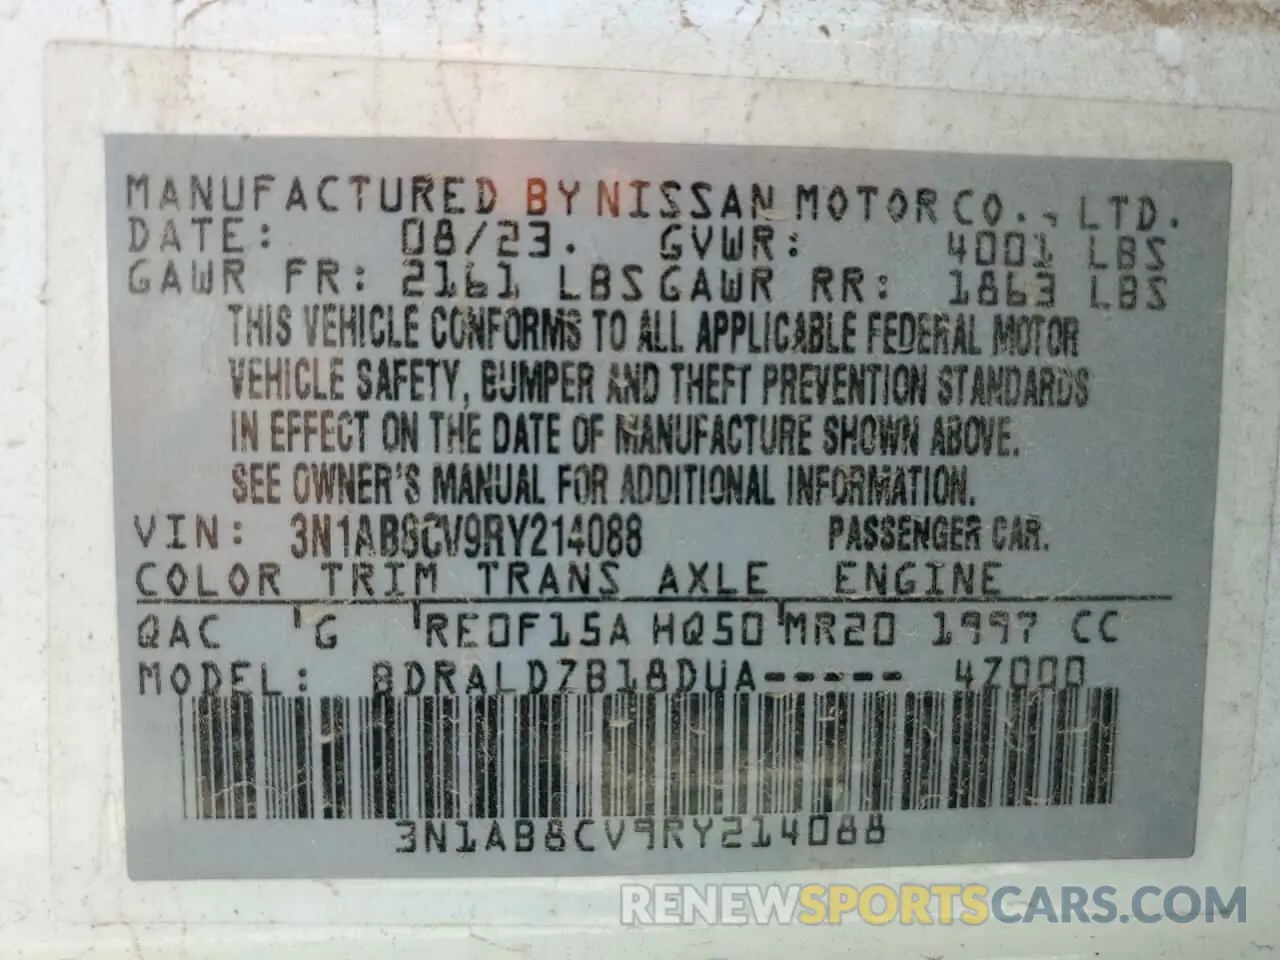 MANUFACTURED BY NISSAN MOTOR CO., LTD.
DATE: 08/23. GVWR: 4001 LBS
GAWR FR: 2161 LBS GAWR RR: 1863 LBS
THIS VEHICLE CONFORMS TO ALL APPLICABLE FEDERAL MOTOR
VEHICLE SAFETY, BUMPER AND THEFT PREVENTION STANDARDS
IN EFFECT ON THE DATE OF MANUFACTURE SHOWN ABOVE.
SEE OWNER'S MANUAL FOR ADDITIONAL INFORMATION.
VIN: 3N1AB8CV9RY214088 PASSENGER CAR.
COLOR TRIM TRANS AXLE ENGINE
QAC G RE0F15A HQ50 MR20 1997 CC
MODEL: BDRALDZB18DUA----- 4Z000
3N1AB8CV9RY214088
RENEWSPORTSCARS.COM